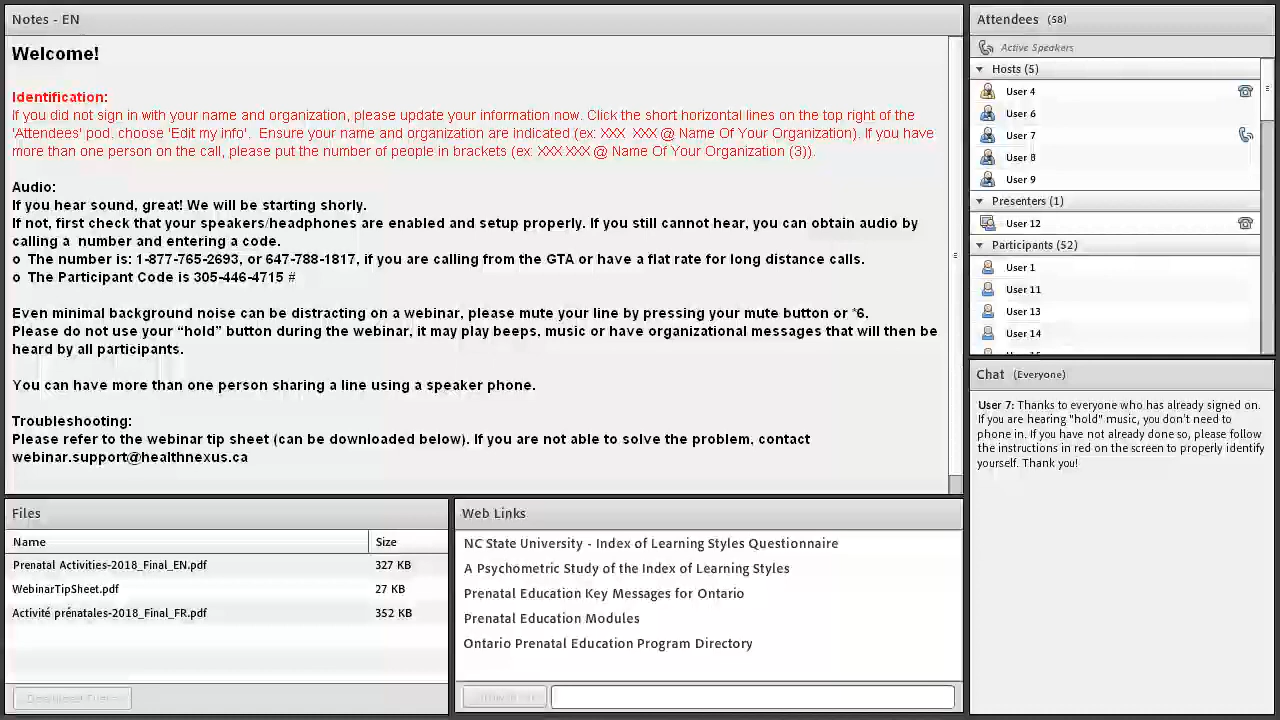 Notes - EN
Welcome!
Identification:
If you did not sign in with your name and organization, please update your information now. Click the short horizontal lines on the top right of the
'Attendees' pod. choose 'Edit my info'. Ensure your name and organization are indicated (ex: XXX XXX @ Name Of Your Organization). If you have
more than one person on the call, please put the number of people in brackets (ex: XXX XXX @ Name Of Your Organization (3)).
Audio:
If you hear sound, great! We will be starting shorly.
If not, first check that your speakers/headphones are enabled and setup properly. If you still cannot hear, you can obtain audio by
calling a number and entering a code.
o The number is: 1-877-765-2693, or 647-788-1817, if you are calling from the GTA or have a flat rate for long distance calls.
o The Participant Code is 305-446-4715 #
Even minimal background noise can be distracting on a webinar, please mute your line by pressing your mute button or *6.
Please do not use your “hold” button during the webinar, it may play beeps, music or have organizational messages that will then be
heard by all participants.
You can have more than one person sharing a line using a speaker phone.
Troubleshooting:
Please refer to the webinar tip sheet (can be downloaded below). If you are not able to solve the problem, contact
webinar.support@healthnexus.ca
Files
Name Size
Prenatal Activities-2018_Final_EN.pdf 327 KB
WebinarTipSheet.pdf 27 KB
Activité prénatales-2018_Final_FR.pdf 352 KB
Web Links
NC State University - Index of Learning Styles Questionnaire
A Psychometric Study of the Index of Learning Styles
Prenatal Education Key Messages for Ontario
Prenatal Education Modules
Ontario Prenatal Education Program Directory
Attendees (58)
Active Speakers
Hosts (5)
User 4
User 6
User 7
User 8
User 9
Presenters (1)
User 12
Participants (52)
User 1
User 11
User 13
User 14
Chat (Everyone)
User 7: Thanks to everyone who has already signed on.
If you are hearing "hold" music, you don't need to
phone in. If you have not already done so, please follow
the instructions in red on the screen to properly identify
yourself. Thank you!